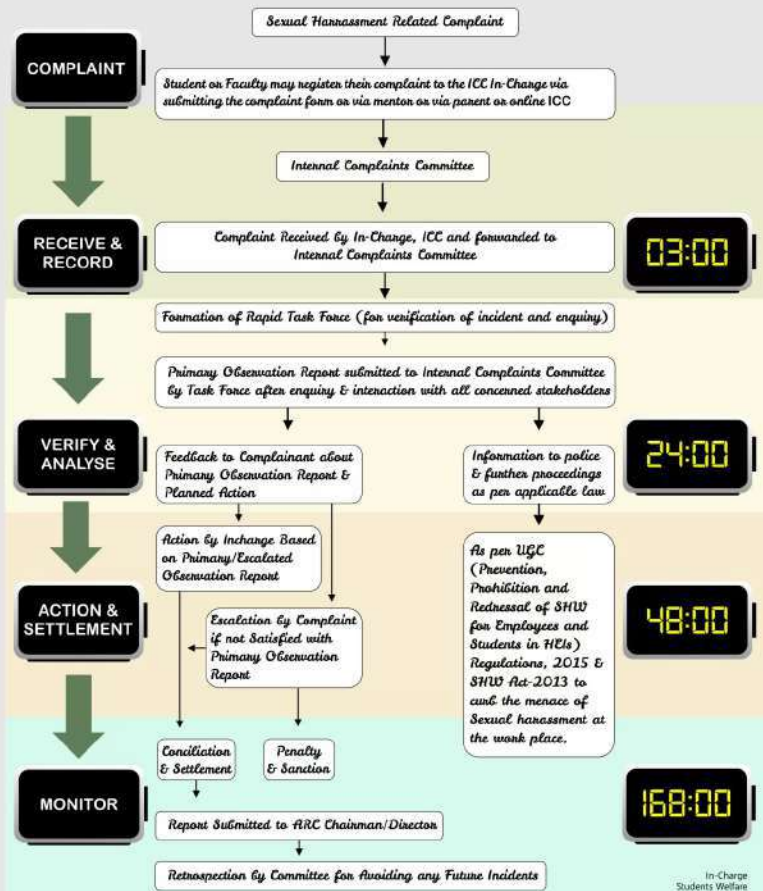 Sexual Harrassment Related Complaint
COMPLAINT
Student or Faculty may register their complaint to the ICC In-Charge via
submitting the complaint form or via mentor or via parent or online ICC
Internal Complaints Committee
RECEIVE &
RECORD
Complaint Received by In-Charge, ICC and forwarded to
Internal Complaints Committee
03:00
Formation of Rapid Task Force (for verification of incident and enquiry)
Primary Observation Report submitted to Internal Complaints Committee
by Task Force after enquiry & interaction with all concerned stakeholders
VERIFY &
ANALYSE
Feedback to Complainant about
Primary Observation Report &
Planned Action
Information to police
& further proceedings
as per applicable law
24:00
ACTION &
SETTLEMENT
Action by Incharge Based
on Primary/Escalated
Observation Report
Escalation by Complaint
if not Satisfied with
Primary Observation
Report
As per UGC
(Prevention,
Prohibition and
Redressal of SHW
for Employees and
Students in HEIs)
Regulations, 2015 &
SHW Act-2013 to
curb the menace of
Sexual harassment at
the work place.
48:00
MONITOR
Conciliation
& Settlement
Penalty
& Sanction
168:00
Report Submitted to ARC Chairman/Director
Retrospection by Committee for Avoiding any Future Incidents
In-Charge
Students Welfare